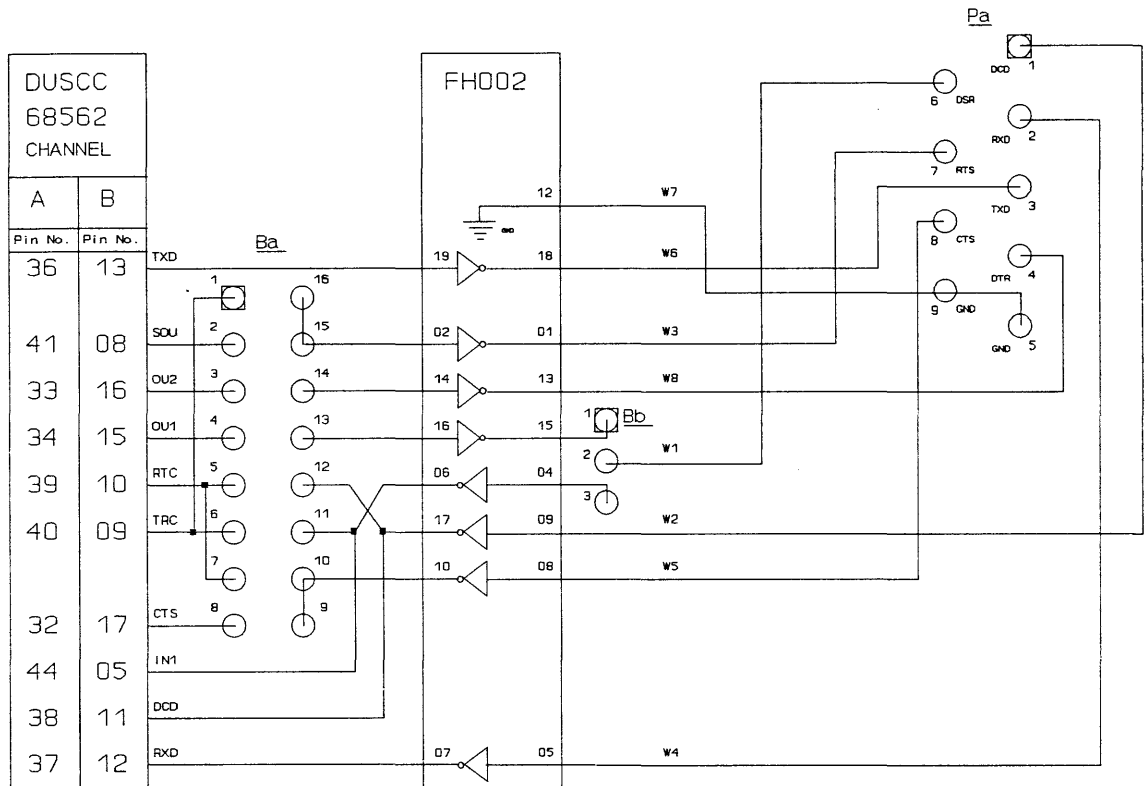 Pa
DUSCC
68562
CHANNEL
FH002
DCD
1
6
DSR
RXD
2
7
RTS
TXD
3
8
CTS
DTR
4
9
GND
GND
5
A B
Pin No. Pin No.
Ba
12
W7
GND
36 13 TXD 19 18 W6
1 16
41 08 SOU 2 15 02 01 W3
33 16 OU2 3 14 14 13 W8
34 15 OU1 4 13 16 15 1 Bb
2 W1
39 10 RTC 5 12 06 04 3
40 09 TRC 6 11 17 09 W2
7 10 10 08 W5
32 17 CTS 8 9
44 05 IN1
38 11 DCD
37 12 RXD 07 05 W4